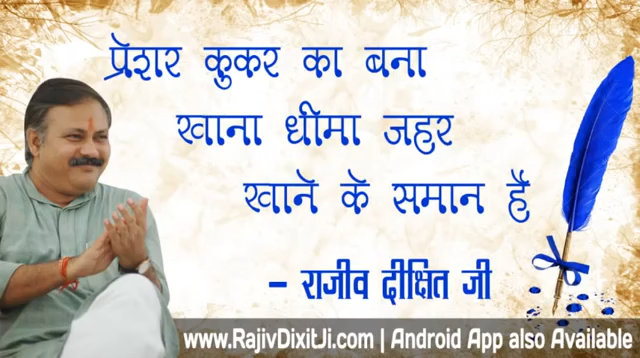 प्रेशर कुकर का बना
खाना धीमा जहर
खाने के समान है
- राजीव दीक्षित जी
www.RajivDixitJi.com | Android App also Available